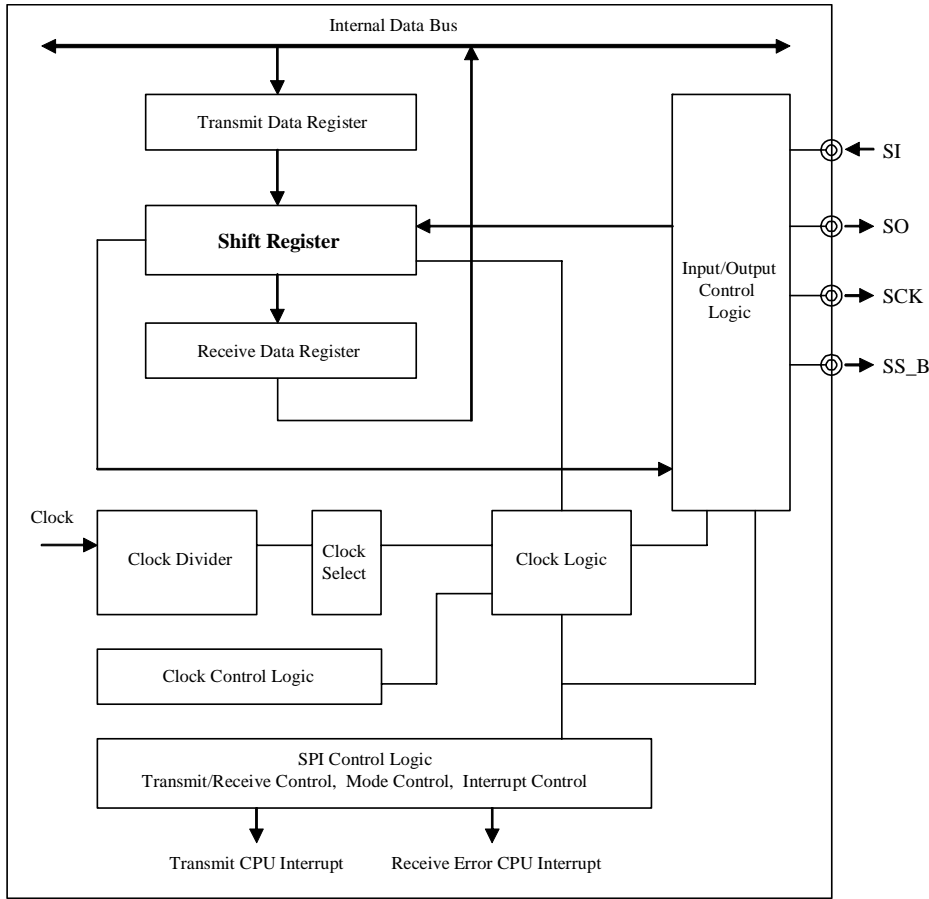 Internal Data Bus
Transmit Data Register
SI
Shift Register
SO
Input/Output
Control
Logic
SCK
Receive Data Register
SS_B
Clock
Clock Divider
Clock
Select
Clock Logic
Clock Control Logic
SPI Control Logic
Transmit/Receive Control, Mode Control, Interrupt Control
Transmit CPU Interrupt
Receive Error CPU Interrupt